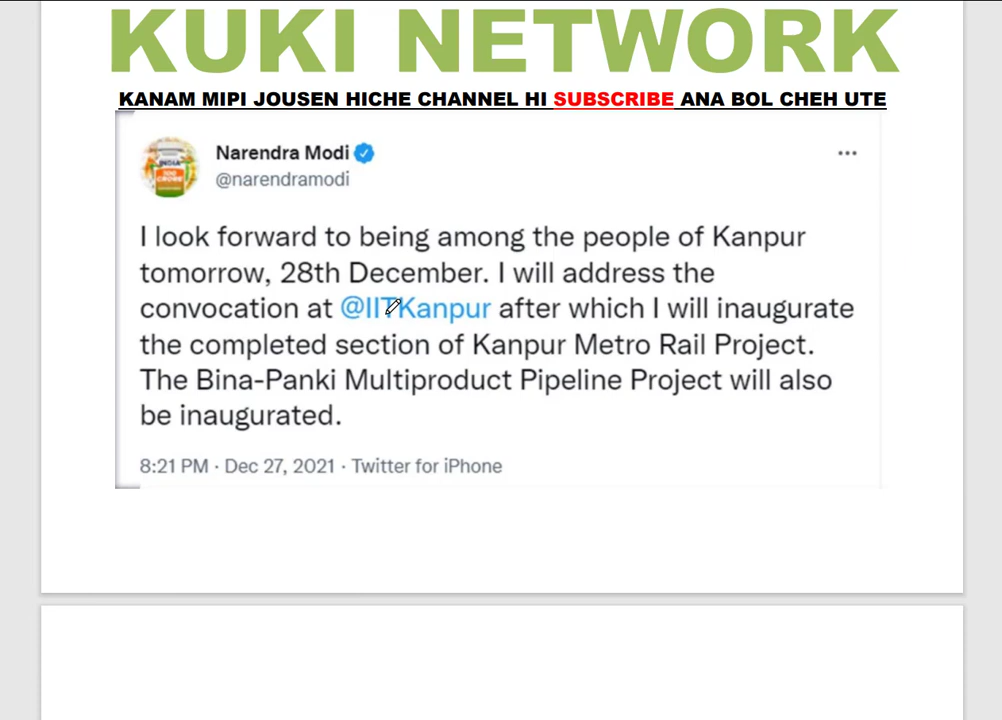 KUKI NETWORK
KANAM MIPI JOUSEN HICHE CHANNEL HI SUBSCRIBE ANA BOL CHEH UTE
Narendra Modi
@narendramodi
INDIA
100
CRORE
I look forward to being among the people of Kanpur
tomorrow, 28th December. I will address the
convocation at @IITKanpur after which I will inaugurate
the completed section of Kanpur Metro Rail Project.
The Bina-Panki Multiproduct Pipeline Project will also
be inaugurated.
8:21 PM · Dec 27, 2021 · Twitter for iPhone